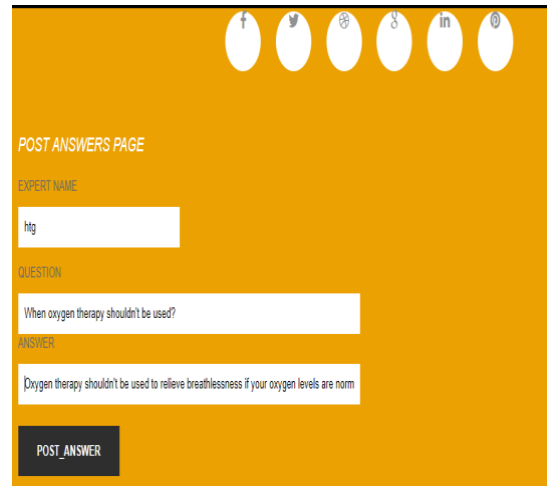 POST ANSWERS PAGE
EXPERT NAME
htg
QUESTION
When oxygen therapy shouldn't be used?
ANSWER
Oxygen therapy shouldn't be used to relieve breathlessness if your oxygen levels are norm
POST_ANSWER